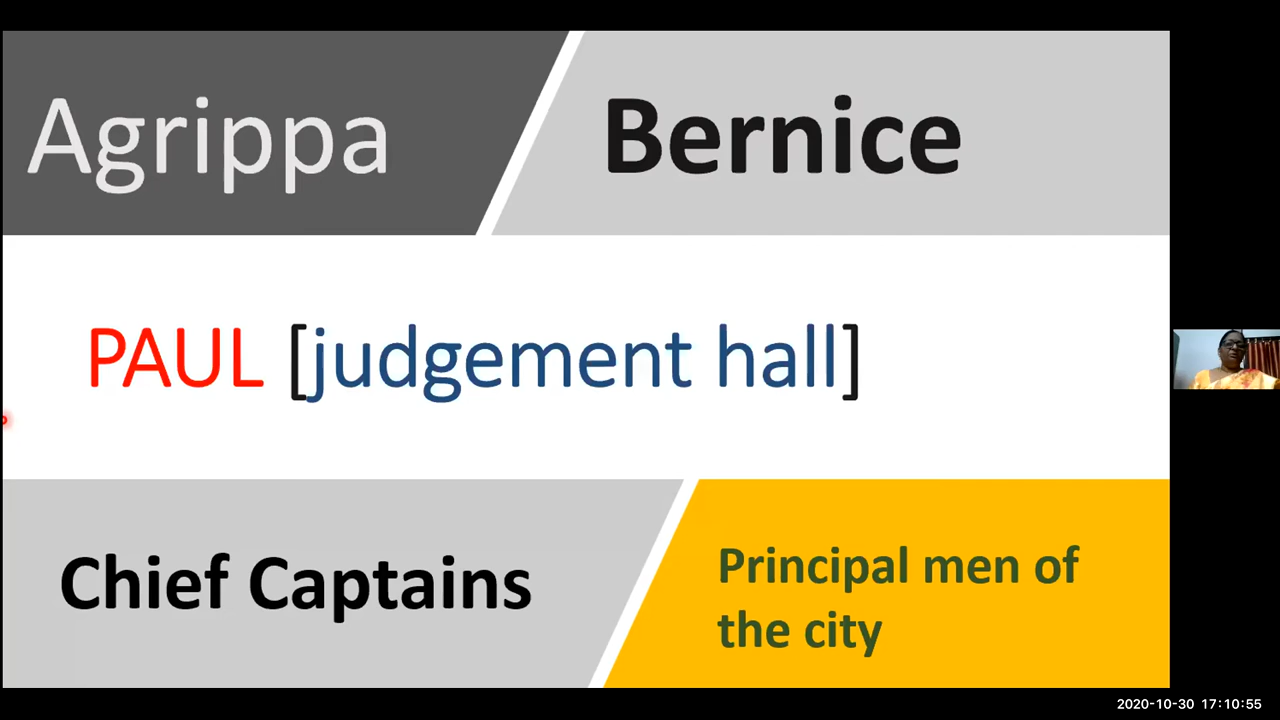 Agrippa
Bernice
PAUL [judgement hall]
Chief Captains
Principal men of
the city
2020-10-30 17:10:55